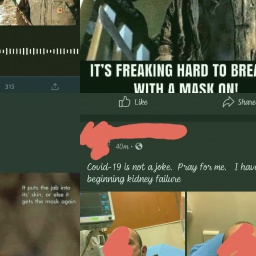 IT'S FREAKING HARD TO BREA
WITH A MASK ON!
313
Like
Share
40m
Covid-19 is not a joke. Pray for me. I hav
beginning kidney failure
It puts the jab into
its' skin, or else it
gets the mask again.